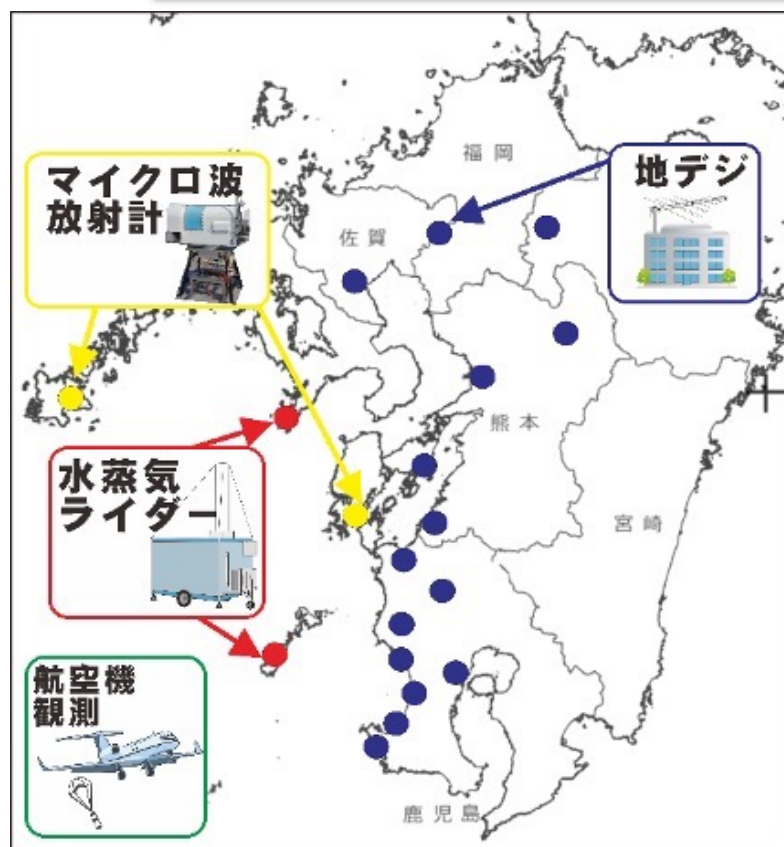 福岡
マイクロ波
放射計
地デジ
佐賀
熊本
水蒸気
ライダー
宮崎
航空機
観測
鹿児島